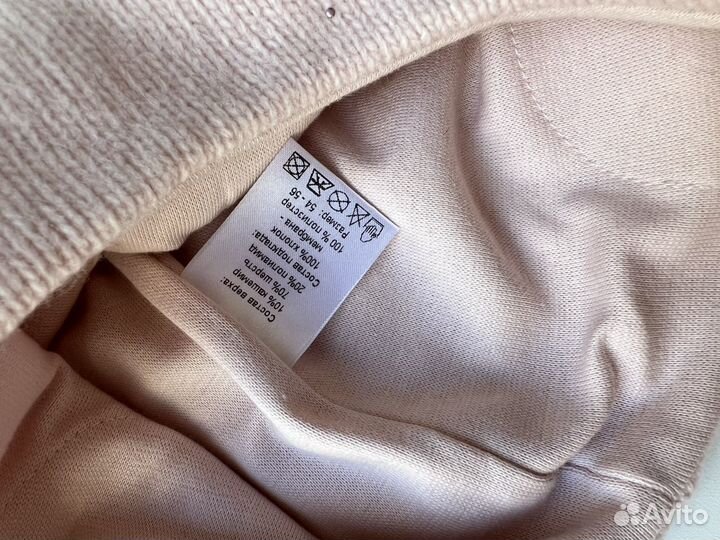 Состав верха:
10% кашемир
70% шерсть
20% полиамид
Состав подклада:
100% хлопок
мембрана -
100 % полиэстер
Размер: 54 - 56
Avito